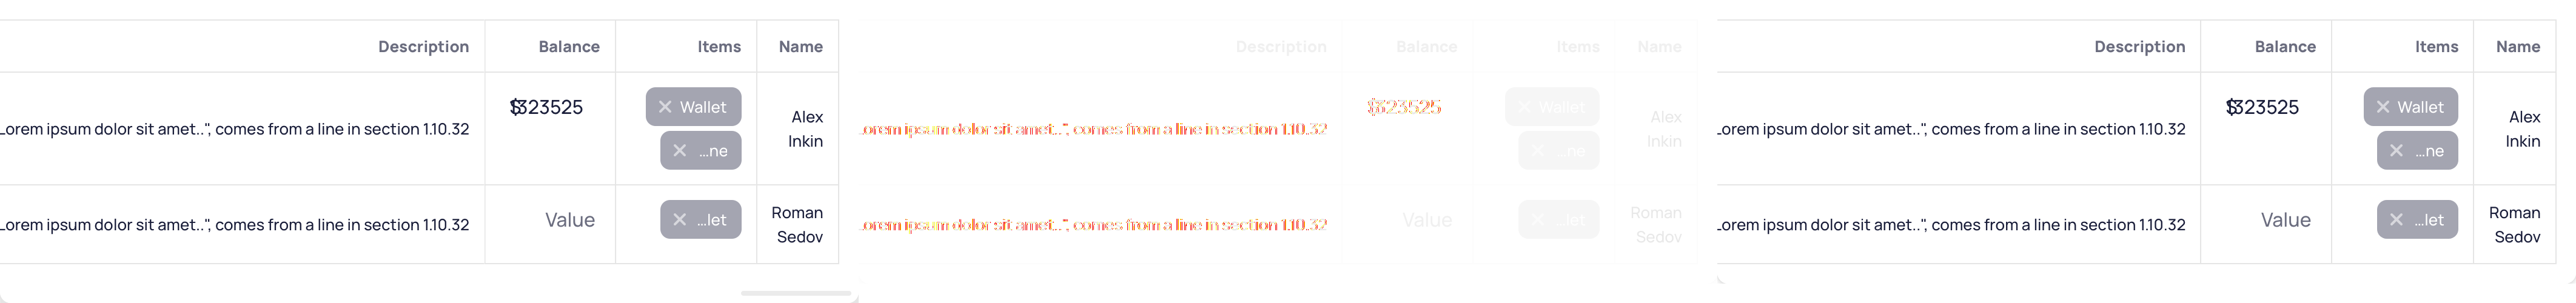 Description Balance Items Name
Lorem ipsum dolor sit amet..", comes from a line in section 1.10.32
$323525
Wallet
...ne
Alex
Inkin
Lorem ipsum dolor sit amet..", comes from a line in section 1.10.32
Value
...let
Roman
Sedov
Description Balance Items Name
orem ipsum dolor sit amet..", comes from a line in section 1.10.32
$323525
Wallet
...ne
Alex
Inkin
orem ipsum dolor sit amet..", comes from a line in section 1.10.32
Value
...let
Roman
Sedov
Description Balance Items Name
Lorem ipsum dolor sit amet..", comes from a line in section 1.10.32
$323525
Wallet
...ne
Alex
Inkin
Lorem ipsum dolor sit amet..", comes from a line in section 1.10.32
Value
...let
Roman
Sedov